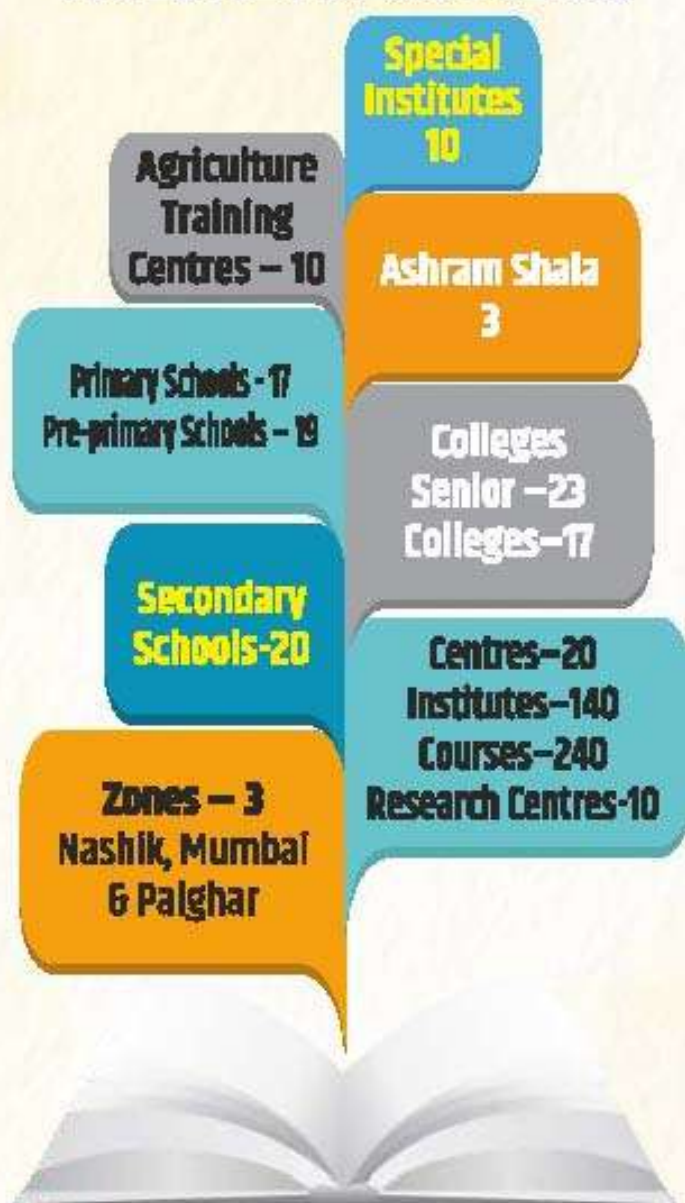 Special
Institutes
10
Agriculture
Training
Centres – 10
Ashram Shala
3
Primary Schools - 17
Pre-primary Schools – 19
Colleges
Senior –23
Colleges–17
Secondary
Schools-20
Centres–20
Institutes–140
Courses–240
Research Centres-10
Zones – 3
Nashik, Mumbai
& Palghar